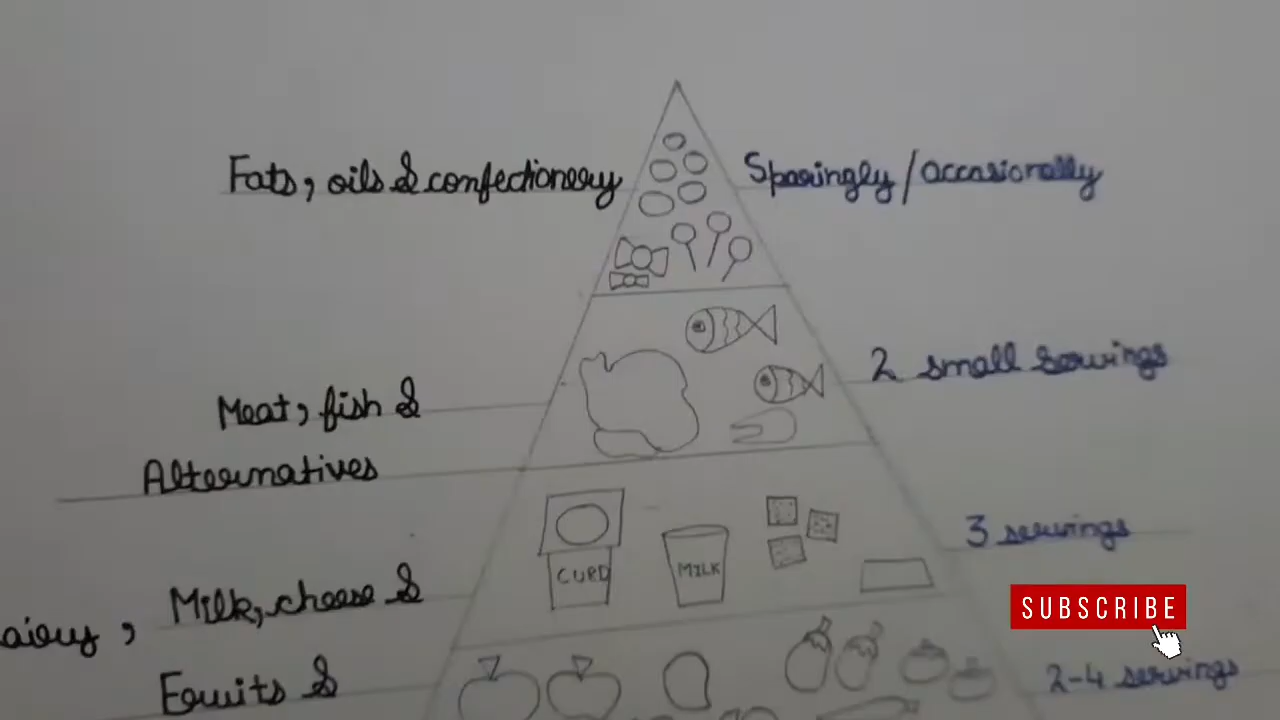 Fats, oils & confectionery
Sparingly/occasionally
Meat, fish &
Alternatives
2 small servings
CURD
MILK
3 servings
Milk, cheese &
SUBSCRIBE
Fruits &
2-4 servings